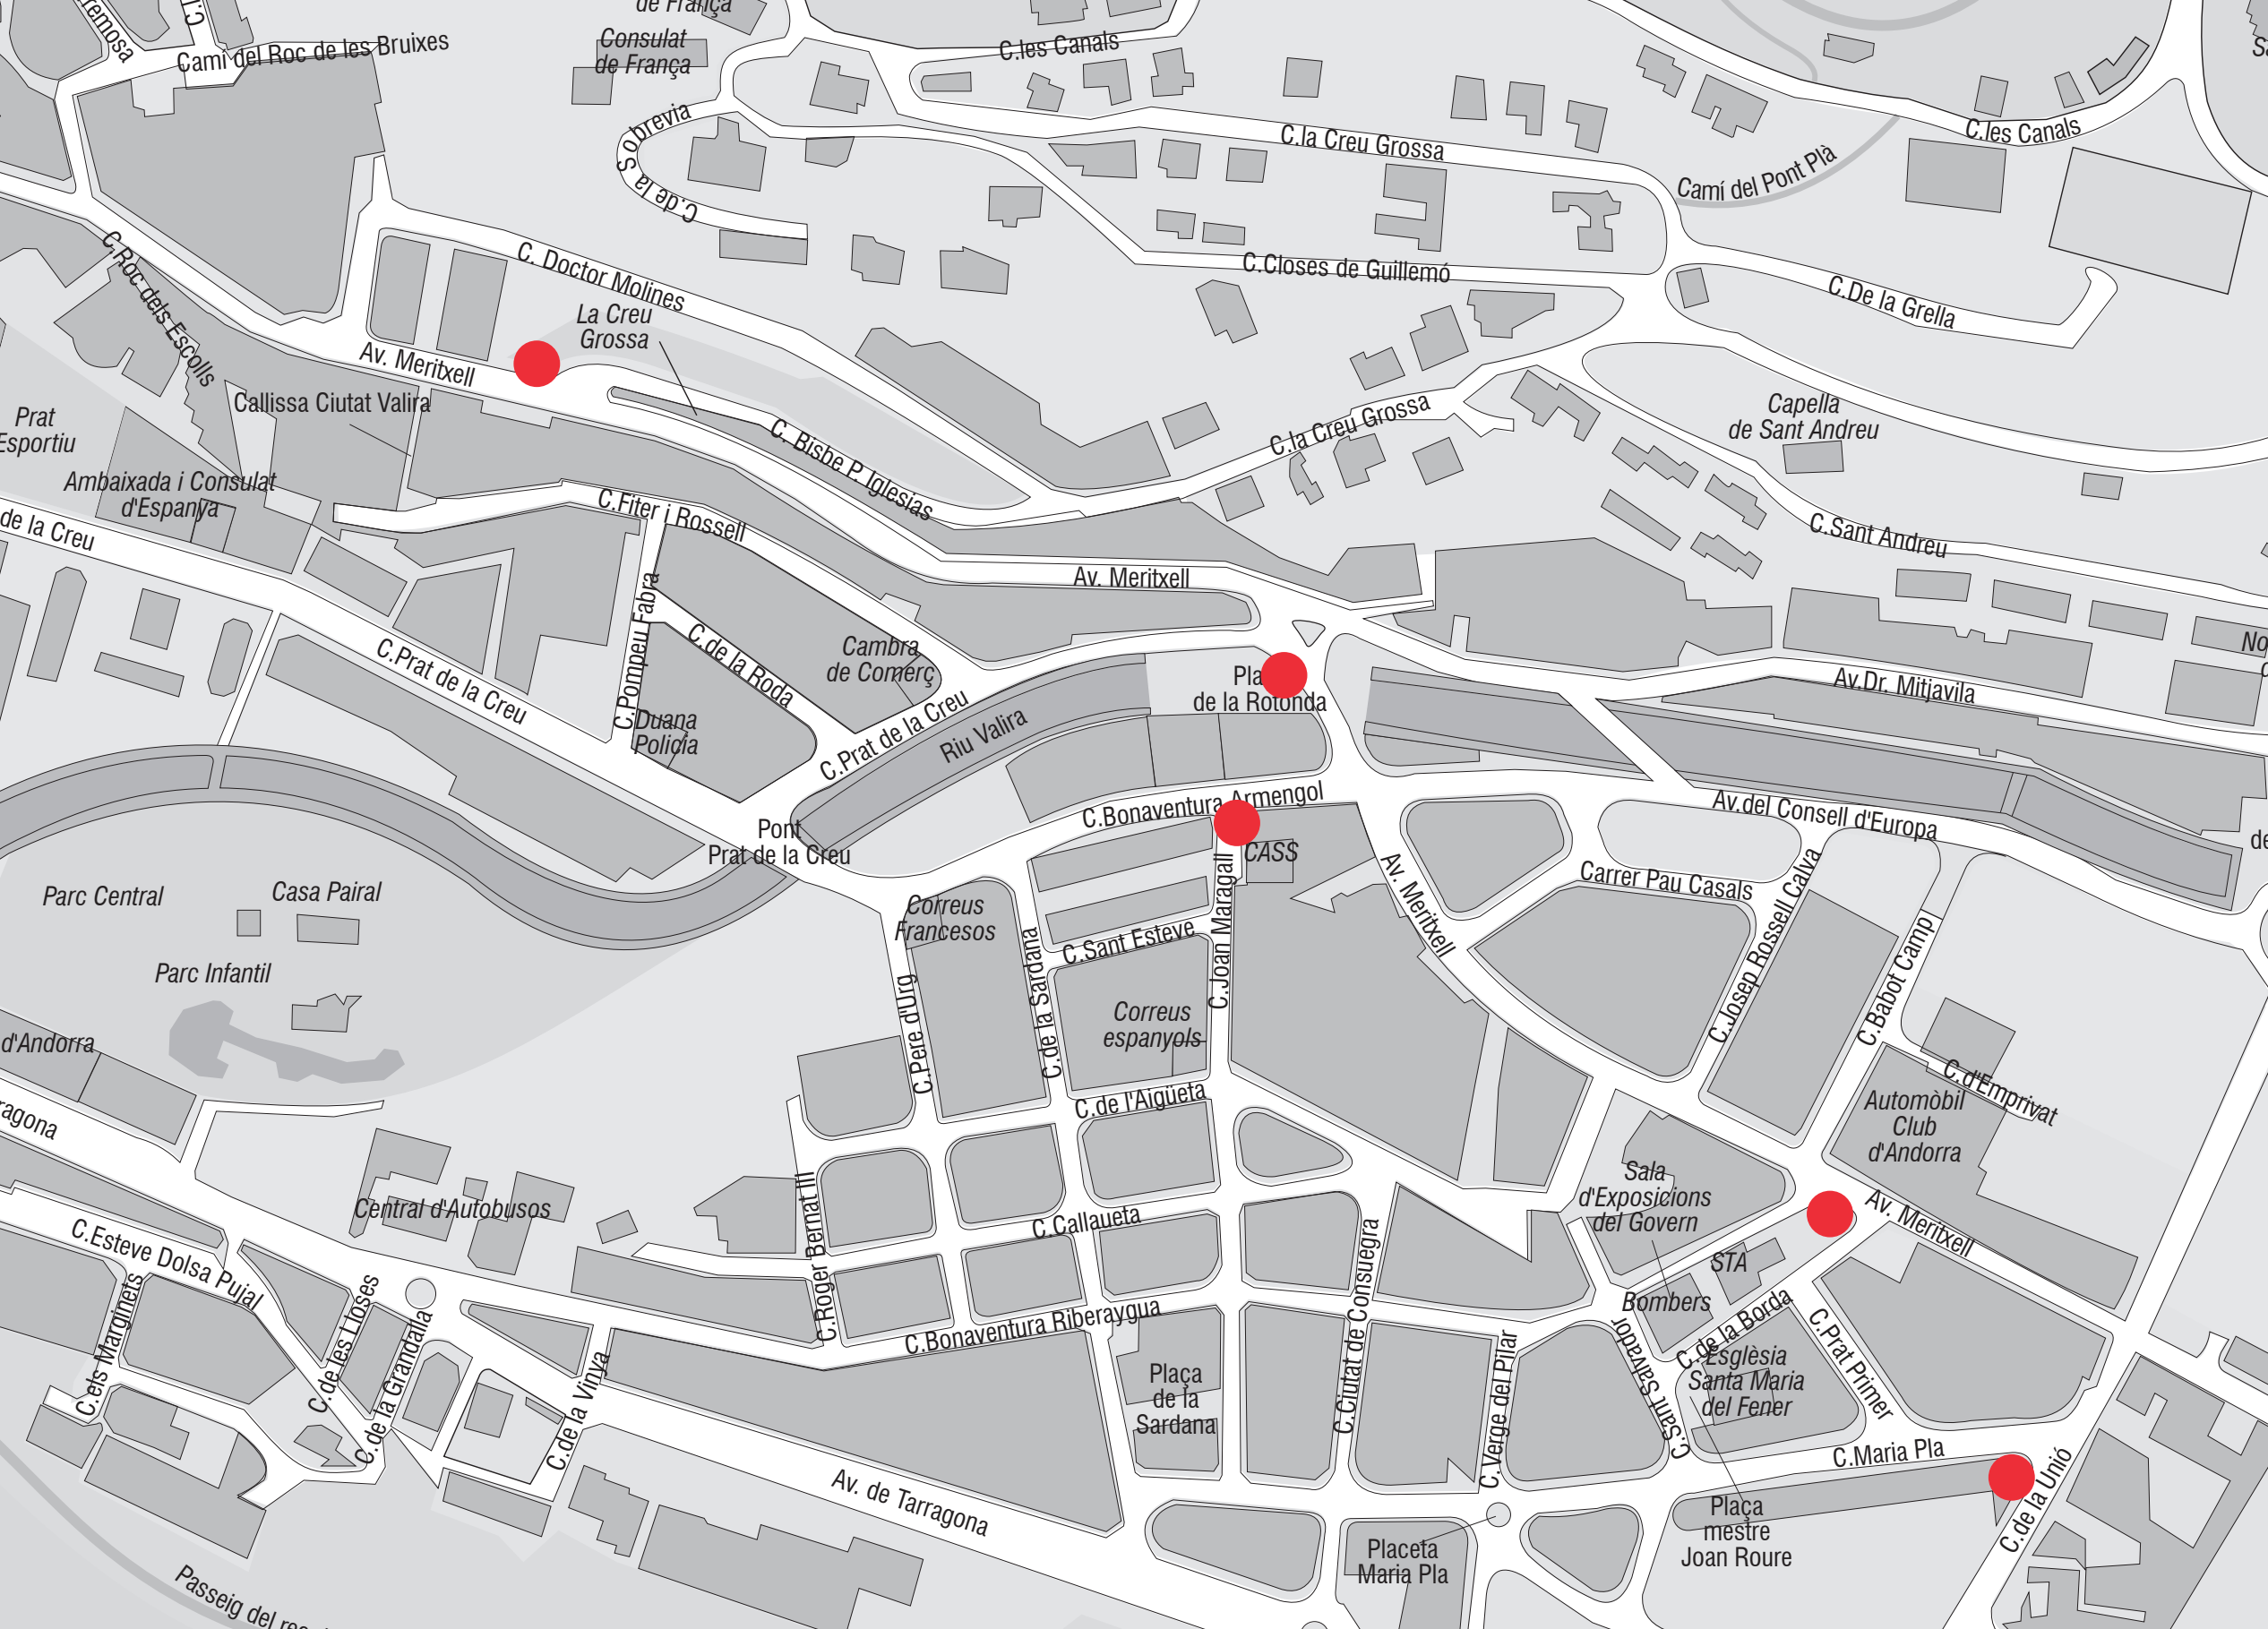 de França
Consulat
de França
Camí del Roc de les Bruixes
C.les Canals
C.la Creu Grossa
C.les Canals
Camí del Pont Plà
C.de la Sobrevia
C.Closes de Guillemó
C.De la Grella
C. Doctor Molines
C.Roc dels Escolls
La Creu
Grossa
Av. Meritxell
Callissa Ciutat Valira
Prat
Esportiu
Ambaixada i Consulat
d'Espanya
C. Bisbe P. Iglesias
C.la Creu Grossa
Capella
de Sant Andreu
C.Sant Andreu
de la Creu
C.Fiter i Rossell
Av. Meritxell
C.Pompeu Fabra
C.de la Roda
Cambra
de Comerç
C.Prat de la Creu
Duana
Policía
C.Prat de la Creu
Riu Valira
de la Rotonda
Av.Dr. Mitjavila
Pont
Prat de la Creu
C.Bonaventura Armengol
Av.del Consell d'Europa
CASS
Parc Central
Casa Pairal
Parc Infantil
Correus
Francesos
C.Sant Esteve
C.Joan Maragall
Av. Meritxell
Carrer Pau Casals
C.Josep Rossell Calva
C.Babot Camp
C.Pere d'Urg
C.de la Sardana
Correus
espanyols
d'Andorra
C.de l'Aigüeta
C.d'Emprivat
Automòbil
Club
d'Andorra
Sala
d'Exposicions
del Govern
Central d'Autobusos
C.Roger Bernat III
C.Callaueta
C.Ciutat de Consuegra
Av. Meritxell
STA
Bombers
C.Esteve Dolsa Pujal
C.els Marginets
C.de les Lloses
C.de la Grandalla
C.de la Vinya
C.Bonaventura Riberaygua
C.de la Borda
C.Prat Primer
C.Sant Salvador
Esglèsia
Santa Maria
del Fener
Plaça
de la
Sardana
C.Verge del Pilar
C.Maria Pla
C.de la Unió
Av. de Tarragona
Plaça
mestre
Joan Roure
Placeta
Maria Pla
Passeig del